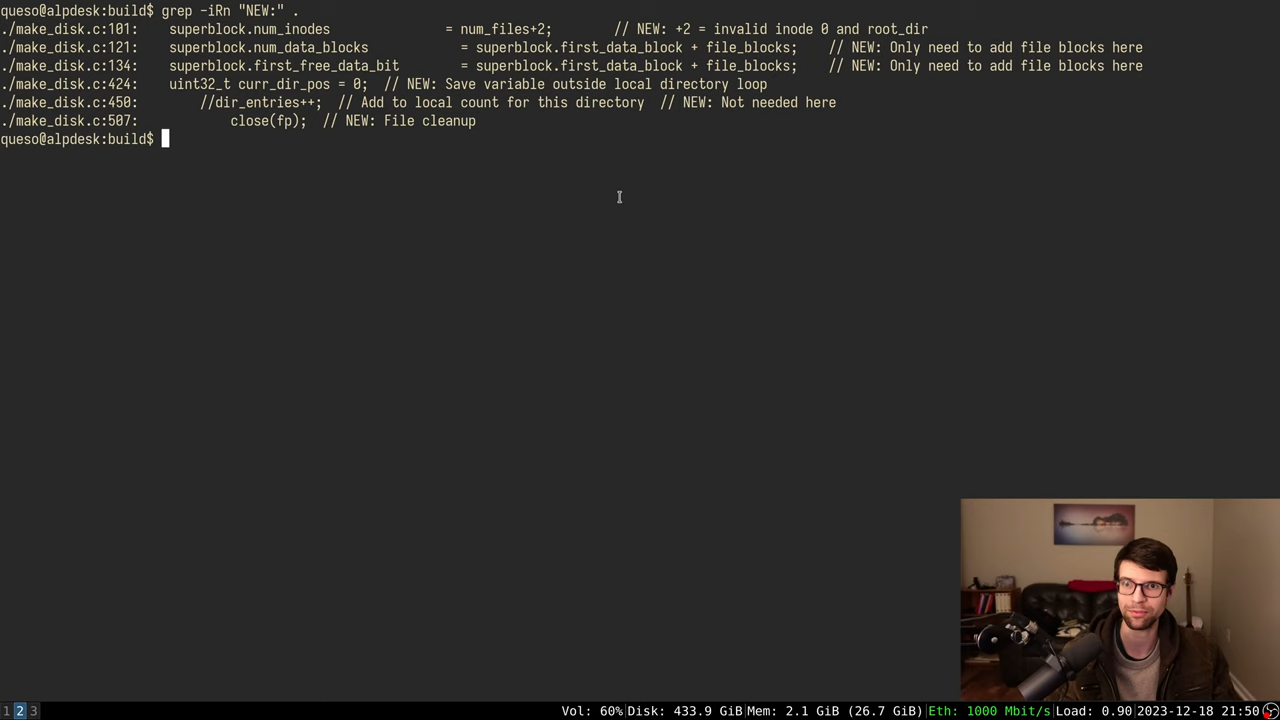 queso@alpdesk:build$ grep -iRn "NEW:" .
./make_disk.c:101:    superblock.num_inodes               = num_files+2;        // NEW: +2 = invalid inode 0 and root_dir
./make_disk.c:121:    superblock.num_data_blocks            = superblock.first_data_block + file_blocks;    // NEW: Only need to add file blocks here
./make_disk.c:134:    superblock.first_free_data_bit        = superblock.first_data_block + file_blocks;    // NEW: Only need to add file blocks here
./make_disk.c:424:    uint32_t curr_dir_pos = 0;  // NEW: Save variable outside local directory loop
./make_disk.c:450:        //dir_entries++;  // Add to local count for this directory  // NEW: Not needed here
./make_disk.c:507:            close(fp);  // NEW: File cleanup
queso@alpdesk:build$
1 2 3 Vol: 60%|Disk: 433.9 GiB|Mem: 2.1 GiB (26.7 GiB)|Eth: 1000 Mbit/s|Load: 0.90|2023-12-18 21:50